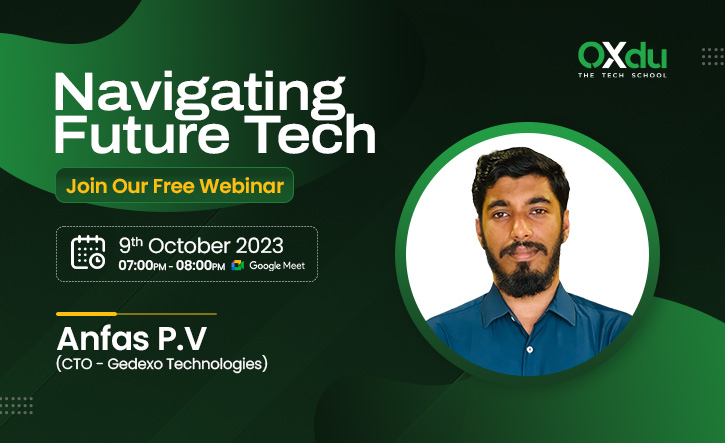 OXdu
THE TECH SCHOOL
Navigating
Future Tech
Join Our Free Webinar
9th October 2023
07:00PM - 08:00PM Google Meet
Anfas P.V
(CTO - Gedexo Technologies)